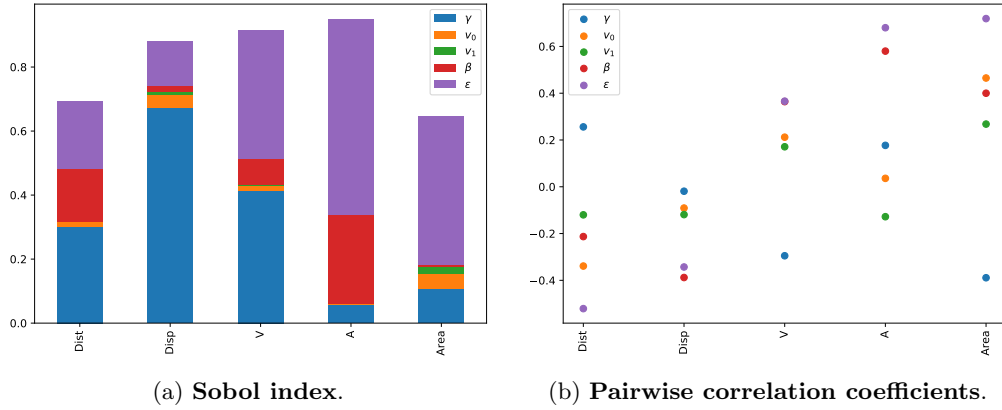 γ
v₀
v₁
β
ε
0.8
0.6
0.4
0.2
0.0
Dist
Disp
V
A
Area
(a) Sobol index.
γ
v₀
v₁
β
ε
0.6
0.4
0.2
0.0
−0.2
−0.4
Dist
Disp
V
A
Area
(b) Pairwise correlation coefficients.